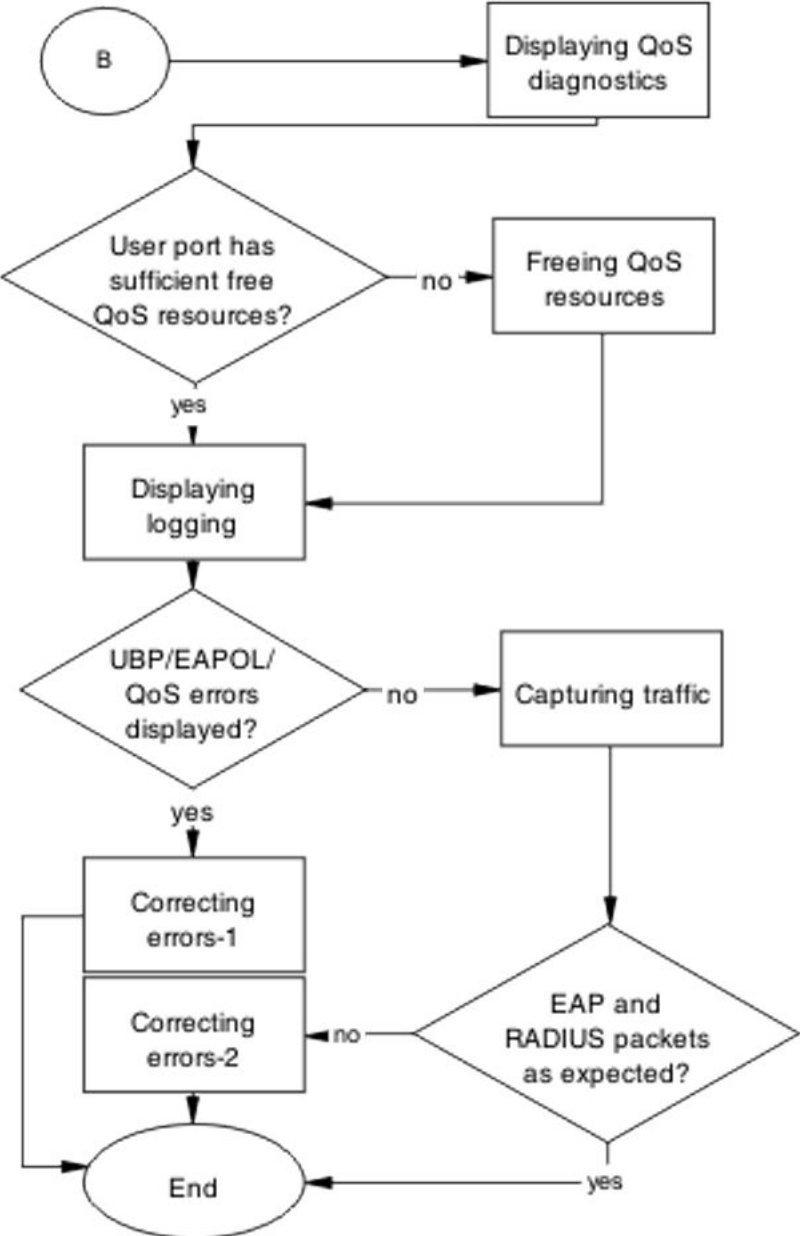 B
Displaying QoS
diagnostics
User port has
sufficient free
QoS resources?
no
Freeing QoS
resources
yes
Displaying
logging
UBP/EAPOL/
QoS errors
displayed?
no
Capturing traffic
yes
Correcting
errors-1
Correcting
errors-2
no
EAP and
RADIUS packets
as expected?
yes
End